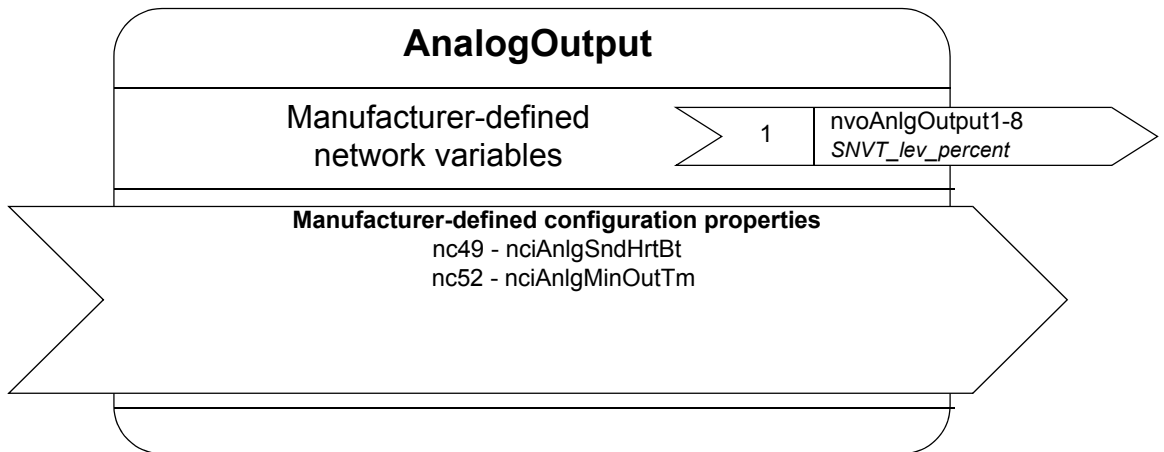 AnalogOutput
Manufacturer-defined
network variables
1
nvoAnlgOutput1-8
SNVT_lev_percent
Manufacturer-defined configuration properties
nc49 - nciAnlgSndHrtBt
nc52 - nciAnlgMinOutTm